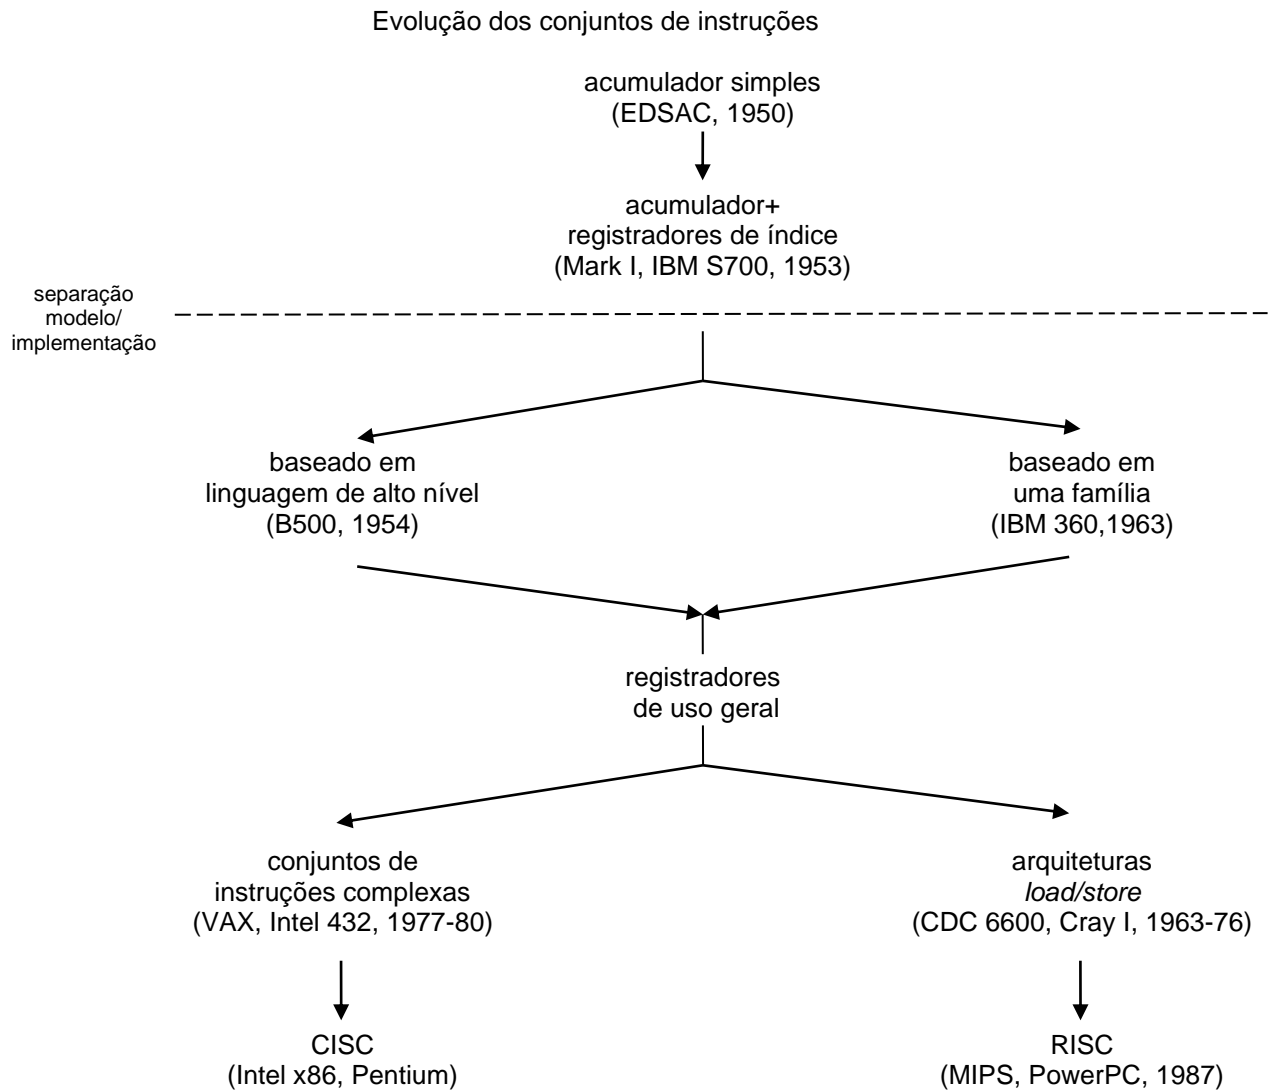 Evolução dos conjuntos de instruções
acumulador simples
(EDSAC, 1950)
acumulador+
registradores de índice
(Mark I, IBM S700, 1953)
separação
modelo/
implementação
baseado em
linguagem de alto nível
(B500, 1954)
baseado em
uma família
(IBM 360,1963)
registradores
de uso geral
conjuntos de
instruções complexas
(VAX, Intel 432, 1977-80)
arquiteturas
load/store
(CDC 6600, Cray I, 1963-76)
CISC
(Intel x86, Pentium)
RISC
(MIPS, PowerPC, 1987)